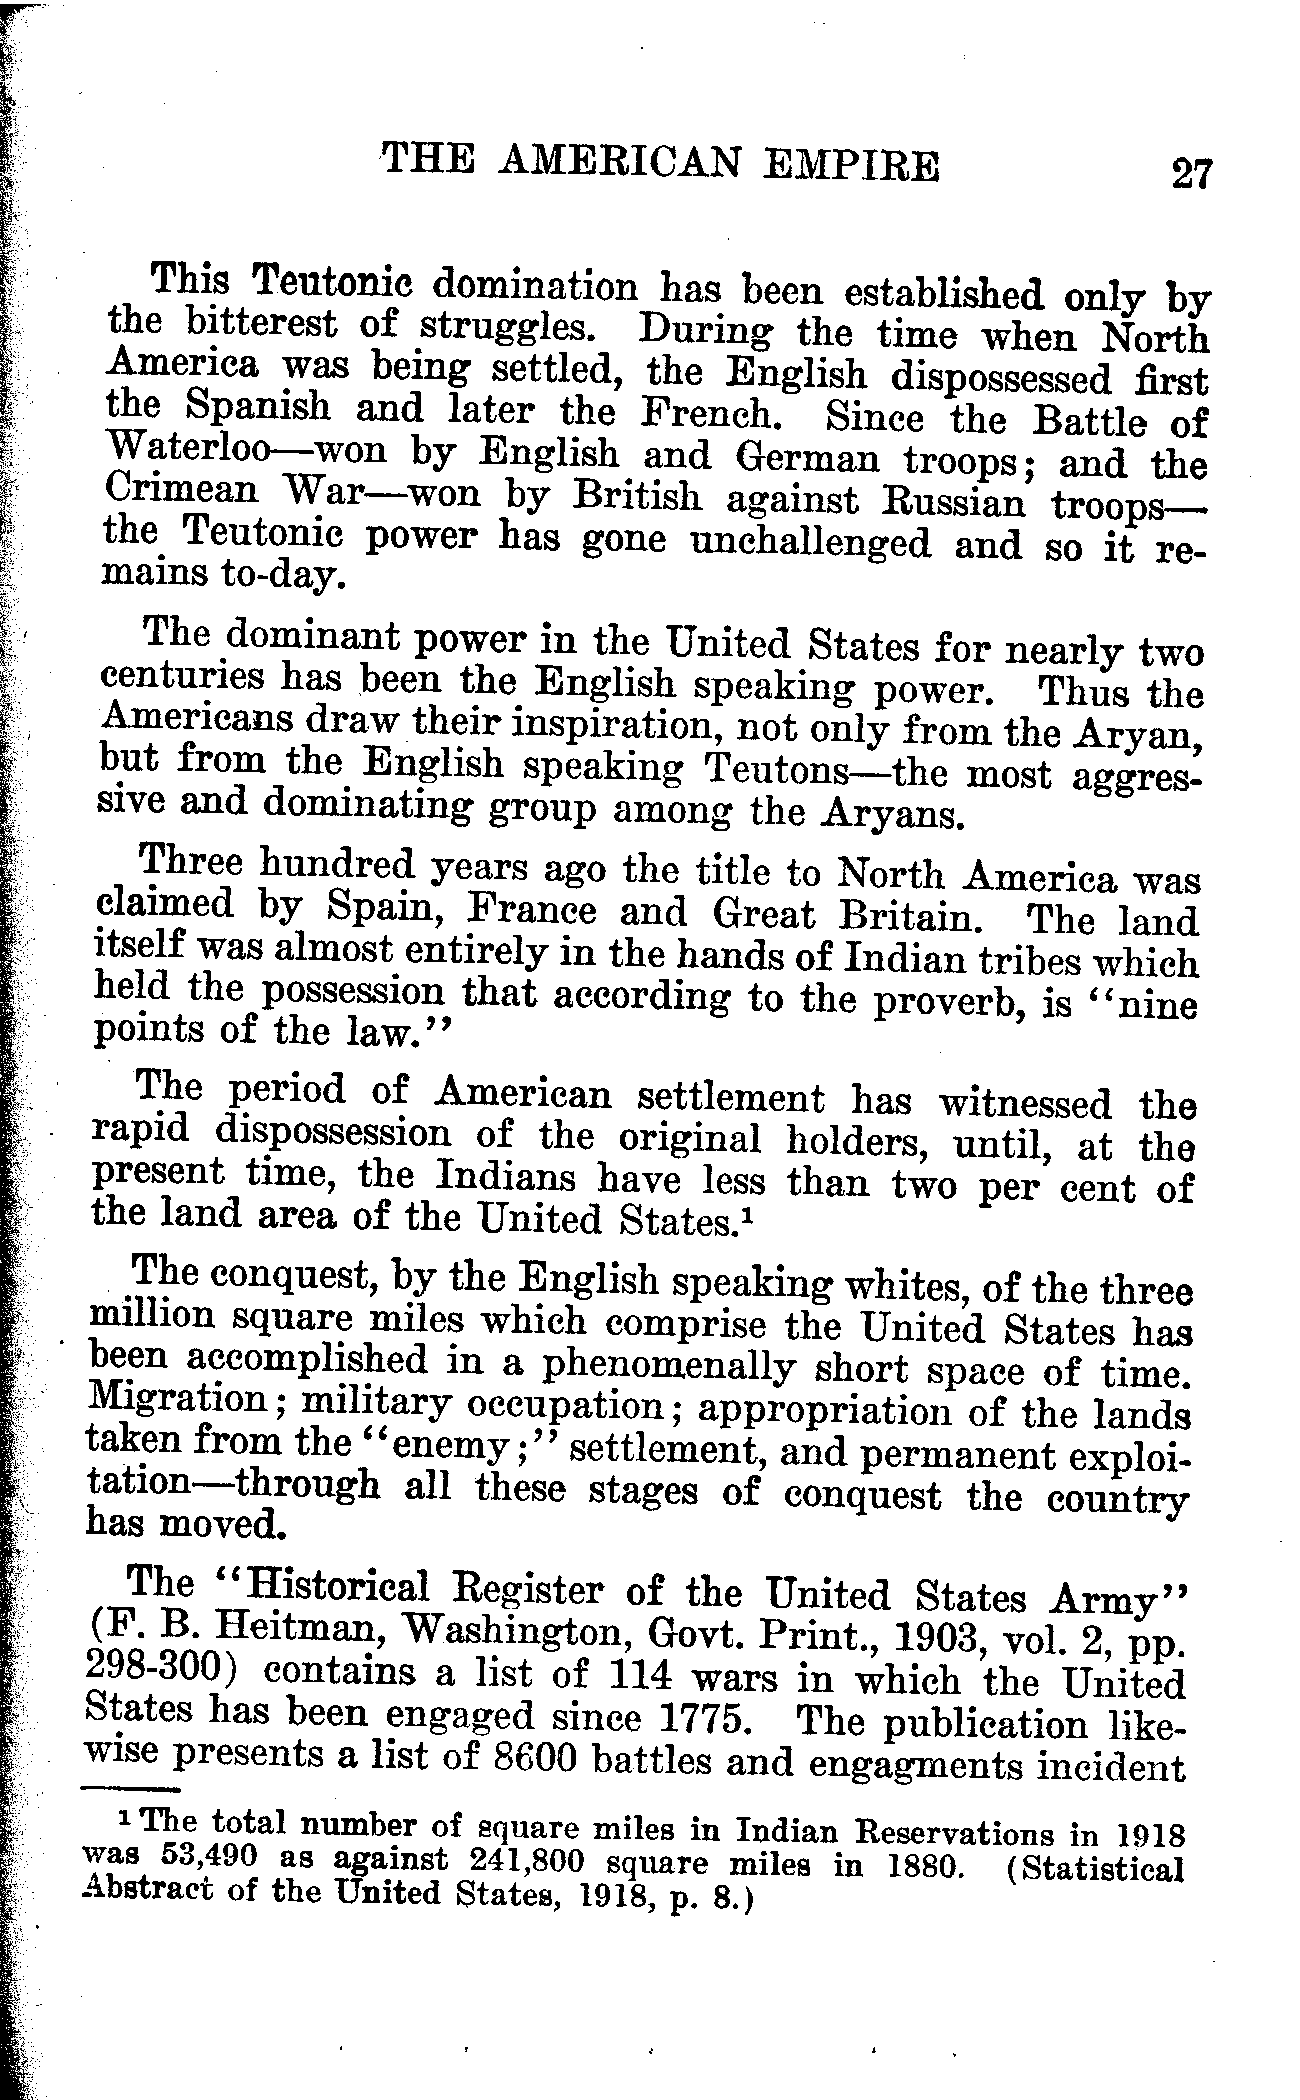 THE AMERICAN EMPIRE 27
This Teutonic domination has been established only by
the bitterest of struggles. During the time when North
America was being settled, the English dispossessed first
the Spanish and later the French. Since the Battle of
Waterloo—won by English and German troops; and the
Crimean War—won by British against Russian troops—
the Teutonic power has gone unchallenged and so it re-
mains to-day.
The dominant power in the United States for nearly two
centuries has been the English speaking power. Thus the
Americans draw their inspiration, not only from the Aryan,
but from the English speaking Teutons—the most aggres-
sive and dominating group among the Aryans.
Three hundred years ago the title to North America was
claimed by Spain, France and Great Britain. The land
itself was almost entirely in the hands of Indian tribes which
held the possession that according to the proverb, is "nine
points of the law."
The period of American settlement has witnessed the
rapid dispossession of the original holders, until, at the
present time, the Indians have less than two per cent of
the land area of the United States.¹
The conquest, by the English speaking whites, of the three
million square miles which comprise the United States has
been accomplished in a phenomenally short space of time.
Migration; military occupation; appropriation of the lands
taken from the "enemy;" settlement, and permanent exploi-
tation—through all these stages of conquest the country
has moved.
The "Historical Register of the United States Army"
(F. B. Heitman, Washington, Govt. Print., 1903, vol. 2, pp.
298-300) contains a list of 114 wars in which the United
States has been engaged since 1775. The publication like-
wise presents a list of 8600 battles and engagments incident
¹ The total number of square miles in Indian Reservations in 1918
was 53,490 as against 241,800 square miles in 1880. (Statistical
Abstract of the United States, 1918, p. 8.)